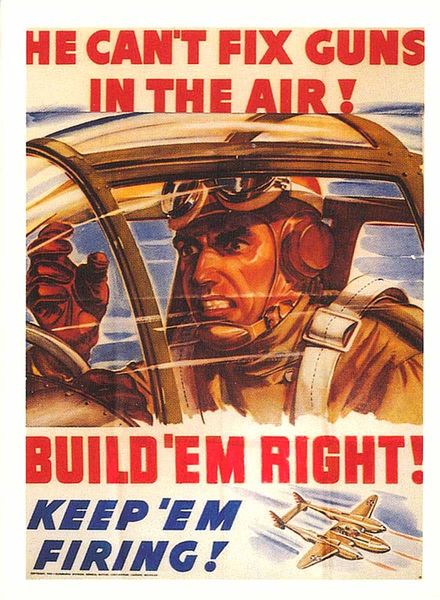 HE CAN'T FIX GUNS
IN THE AIR!
BUILD 'EM RIGHT!
KEEP 'EM
FIRING!